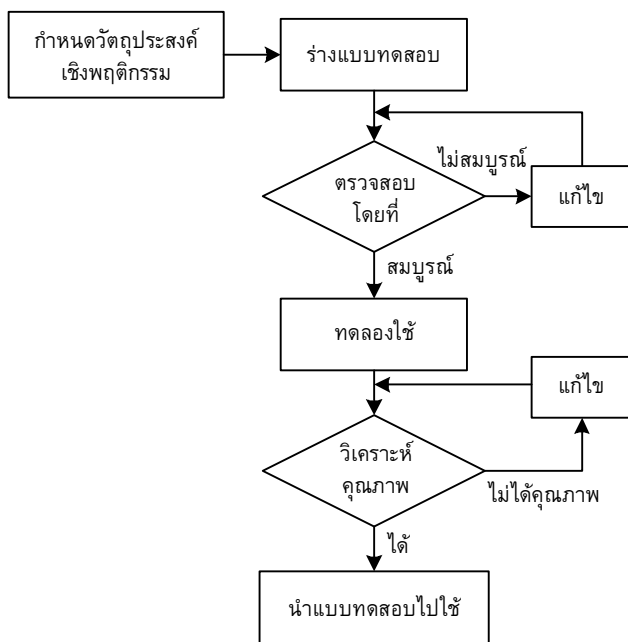 กำหนดวัตถุประสงค์
เชิงพฤติกรรม
ร่างแบบทดสอบ
ไม่สมบูรณ์
ตรวจสอบ
โดยที่
แก้ไข
สมบูรณ์
ทดลองใช้
แก้ไข
วิเคราะห์
คุณภาพ
ไม่ได้คุณภาพ
ได้
นำแบบทดสอบไปใช้